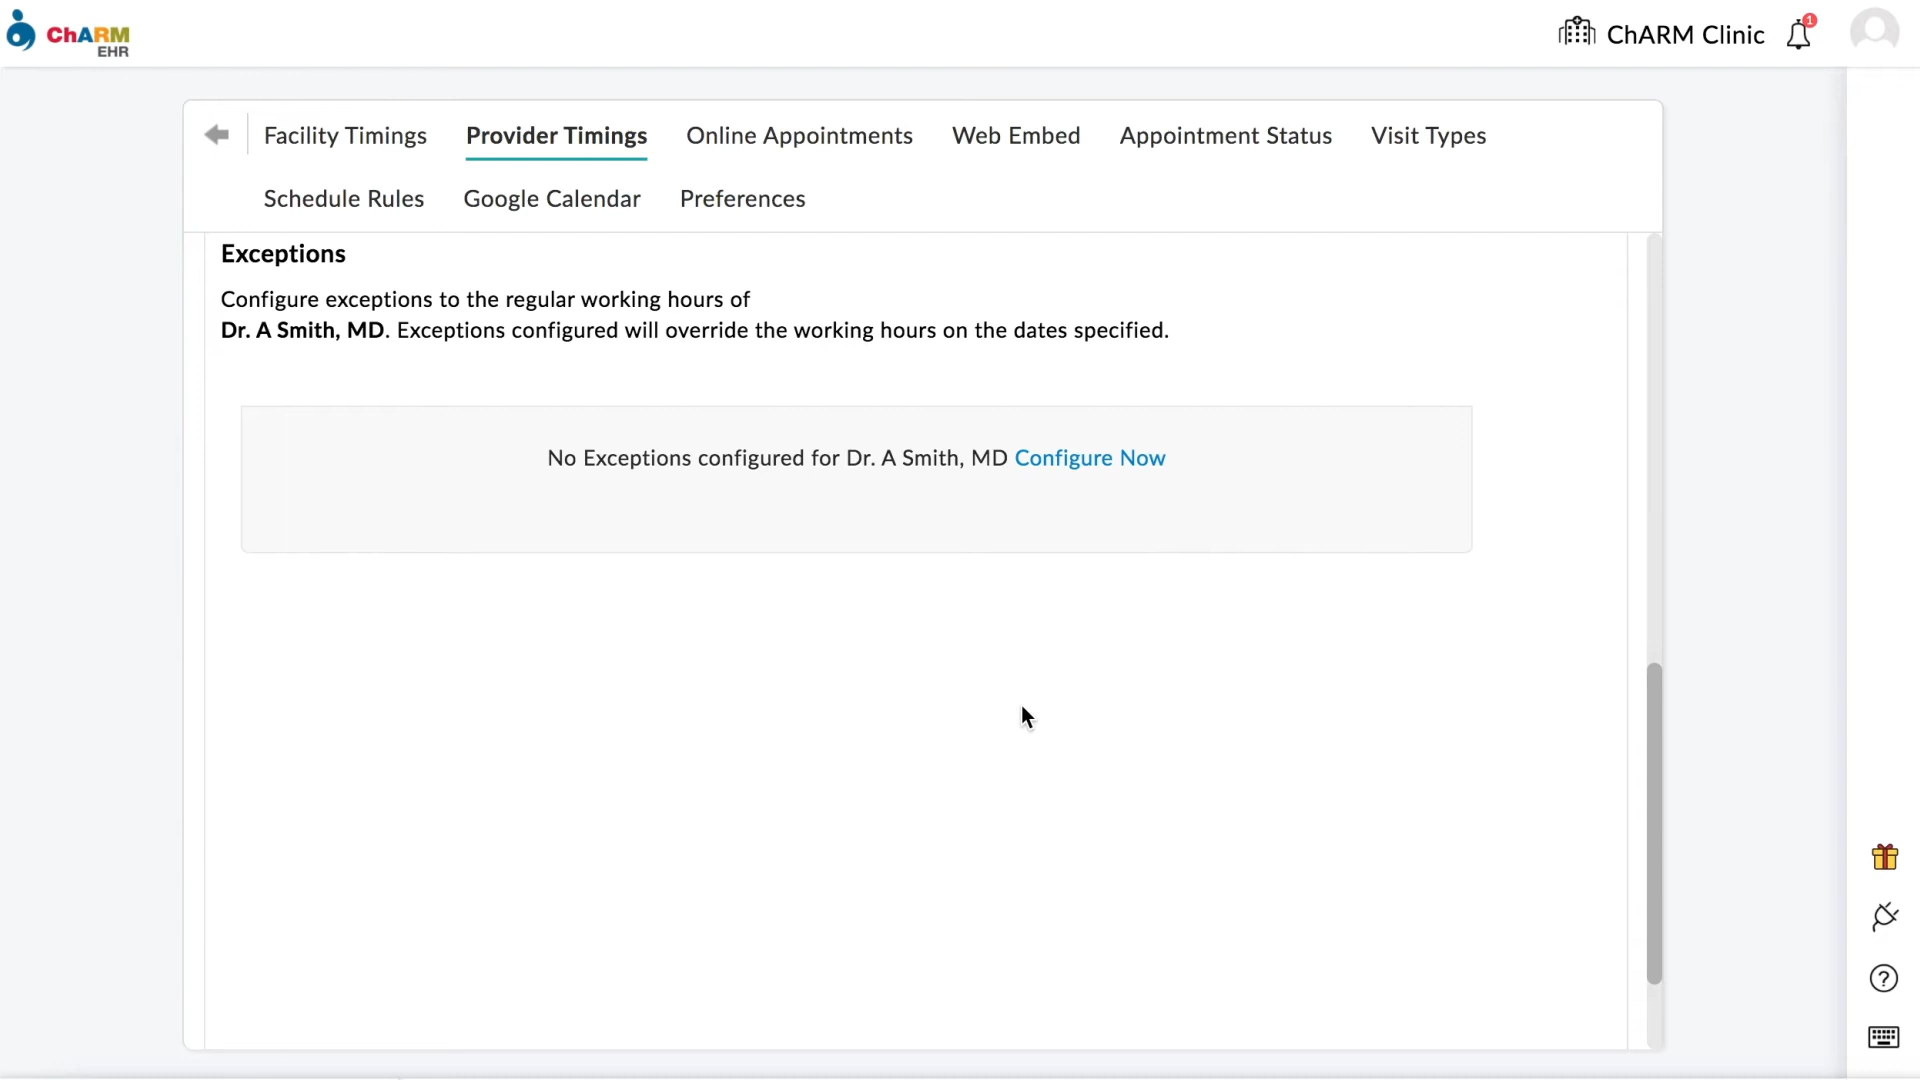 ChARM
EHR
ChARM Clinic
1
Facility Timings
Provider Timings
Online Appointments
Web Embed
Appointment Status
Visit Types
Schedule Rules
Google Calendar
Preferences
Exceptions
Configure exceptions to the regular working hours of
Dr. A Smith, MD. Exceptions configured will override the working hours on the dates specified.
No Exceptions configured for Dr. A Smith, MD Configure Now